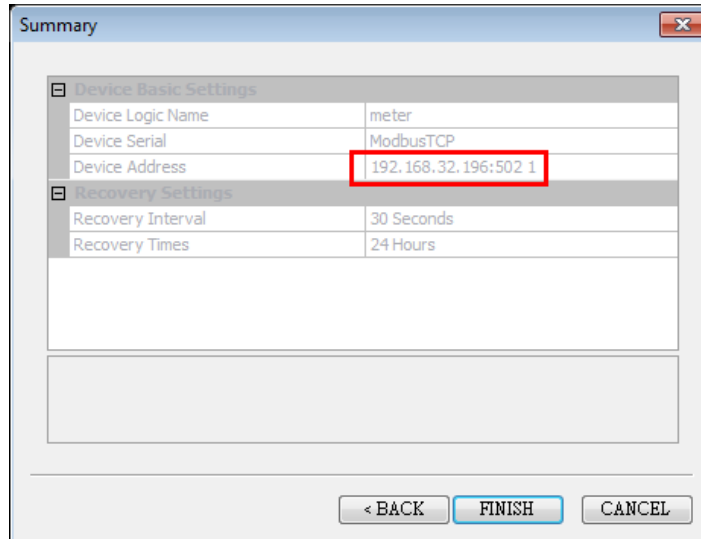 Summary
Device Basic Settings
Device Logic Name meter
Device Serial ModbusTCP
Device Address 192.168.32.196:502 1
Recovery Settings
Recovery Interval 30 Seconds
Recovery Times 24 Hours
< BACK FINISH CANCEL